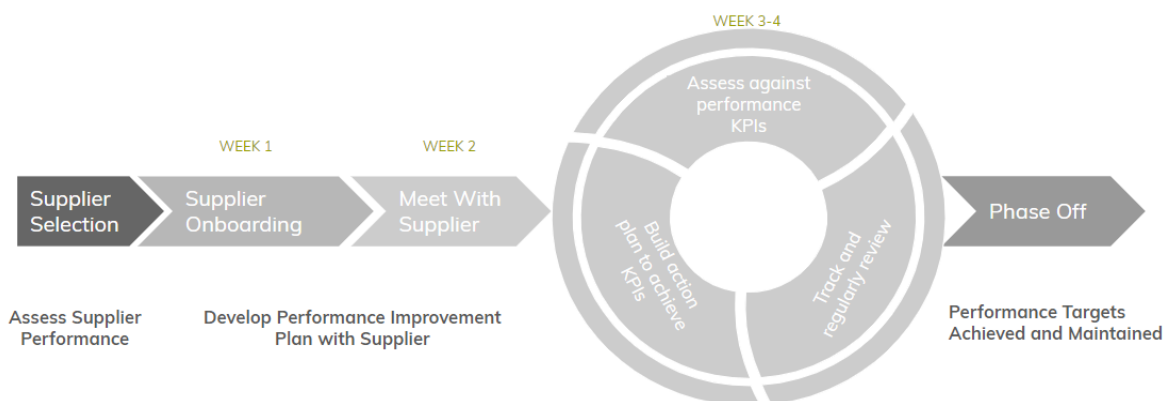 WEEK 3-4
Assess against
performance
KPIs
WEEK 1
WEEK 2
Supplier
Selection
Supplier
Onboarding
Meet With
Supplier
Build action
plan to achieve
KPIs
Track and
regularly review
Phase Off
Assess Supplier
Performance
Develop Performance Improvement
Plan with Supplier
Performance Targets
Achieved and Maintained